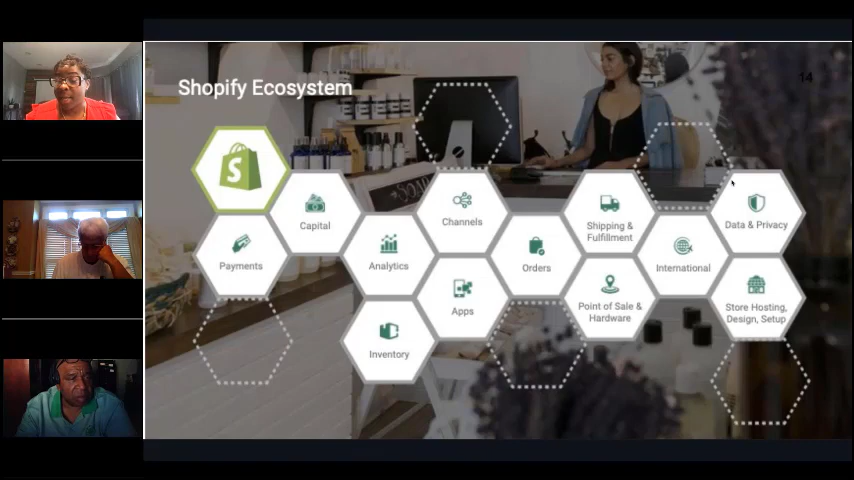 Shopify Ecosystem
14
S
Capital
Channels
Shipping &
Fulfillment
Data & Privacy
Payments
Analytics
Orders
International
Apps
Point of Sale &
Hardware
Store Hosting,
Design, Setup
Inventory